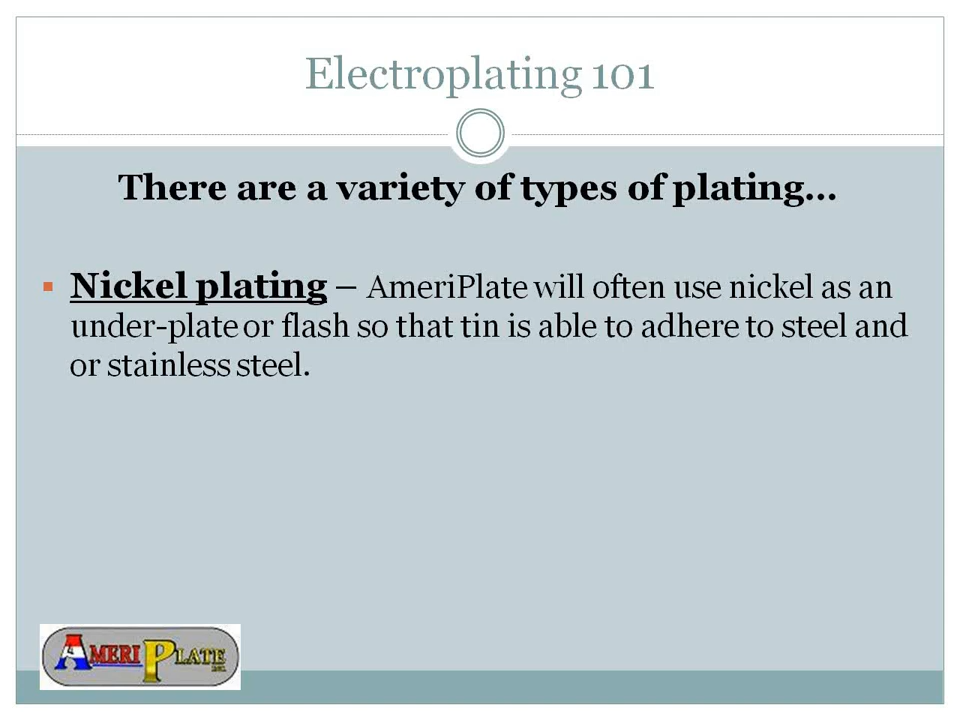 Electroplating 101
There are a variety of types of plating…
▪ Nickel plating – AmeriPlate will often use nickel as an
under-plate or flash so that tin is able to adhere to steel and
or stainless steel.
AMERI PLATE